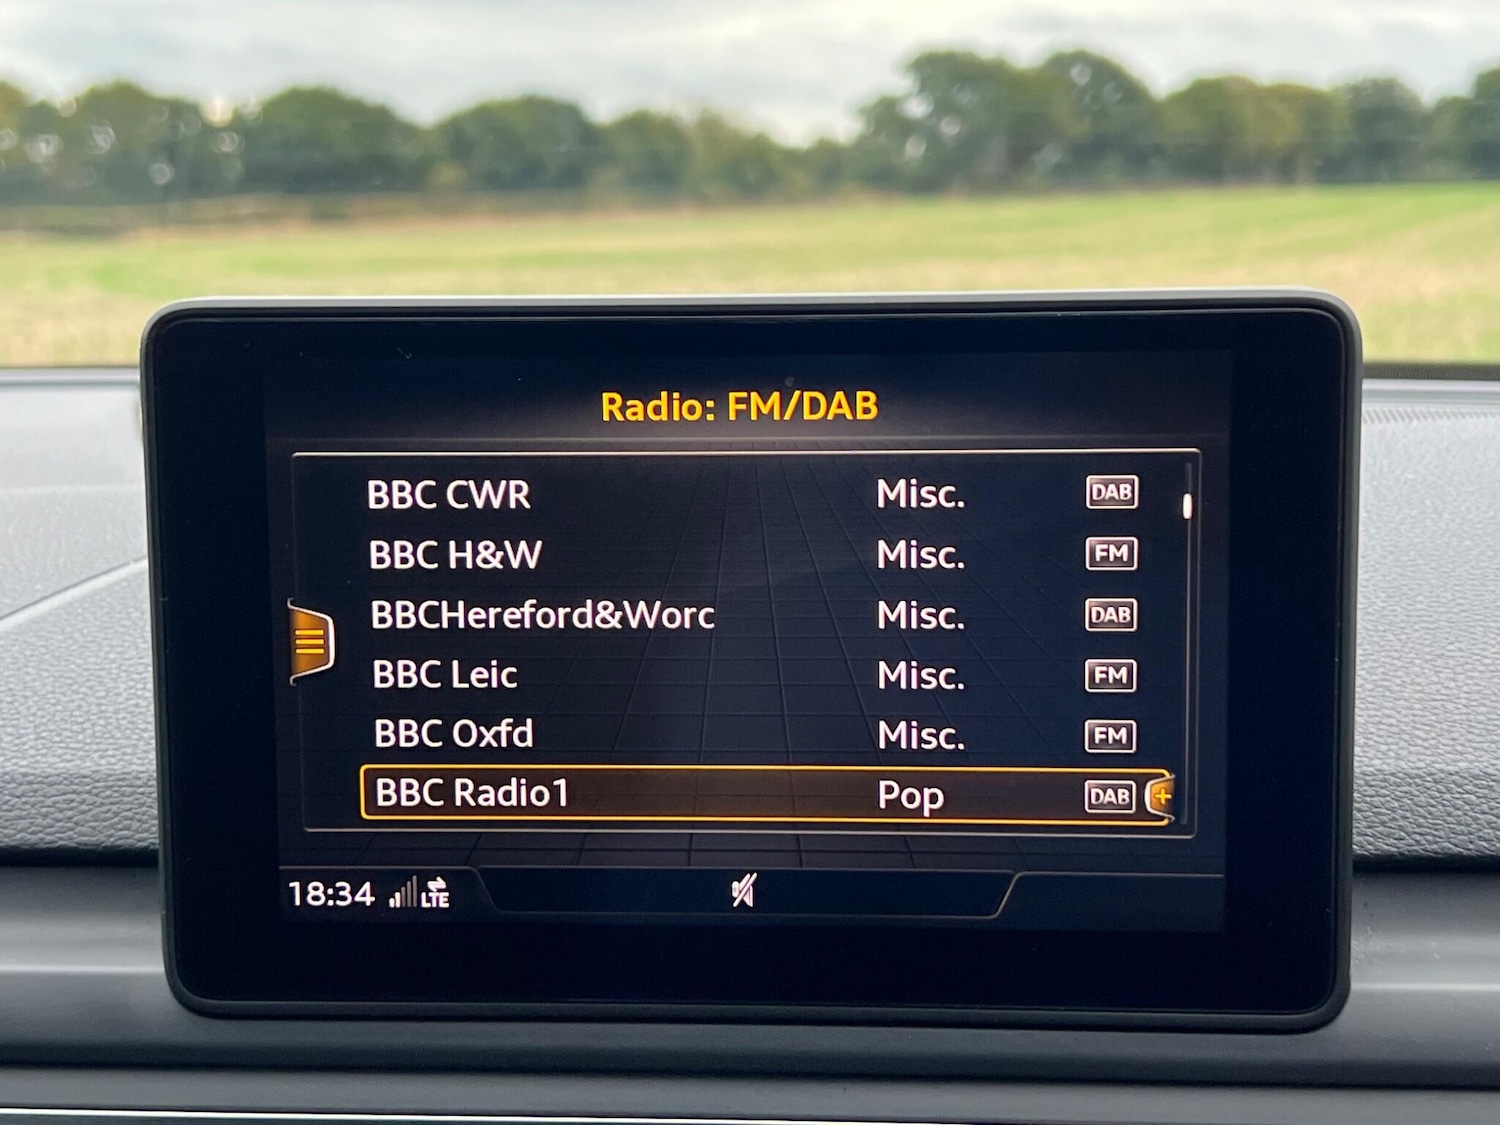 Radio: FM/DAB
BBC CWR Misc. DAB
BBC H&W Misc. FM
BBCHereford&Worc Misc. DAB
BBC Leic Misc. FM
BBC Oxfd Misc. FM
BBC Radio1 Pop DAB +
18:34 LTE